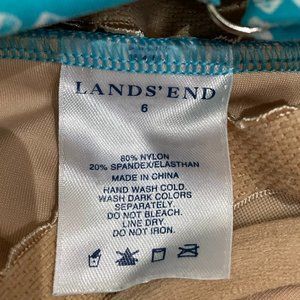 LANDS' END
6
80% NYLON
20% SPANDEX/ELASTHAN
MADE IN CHINA
HAND WASH COLD.
WASH DARK COLORS
SEPARATELY.
DO NOT BLEACH.
LINE DRY.
DO NOT IRON.